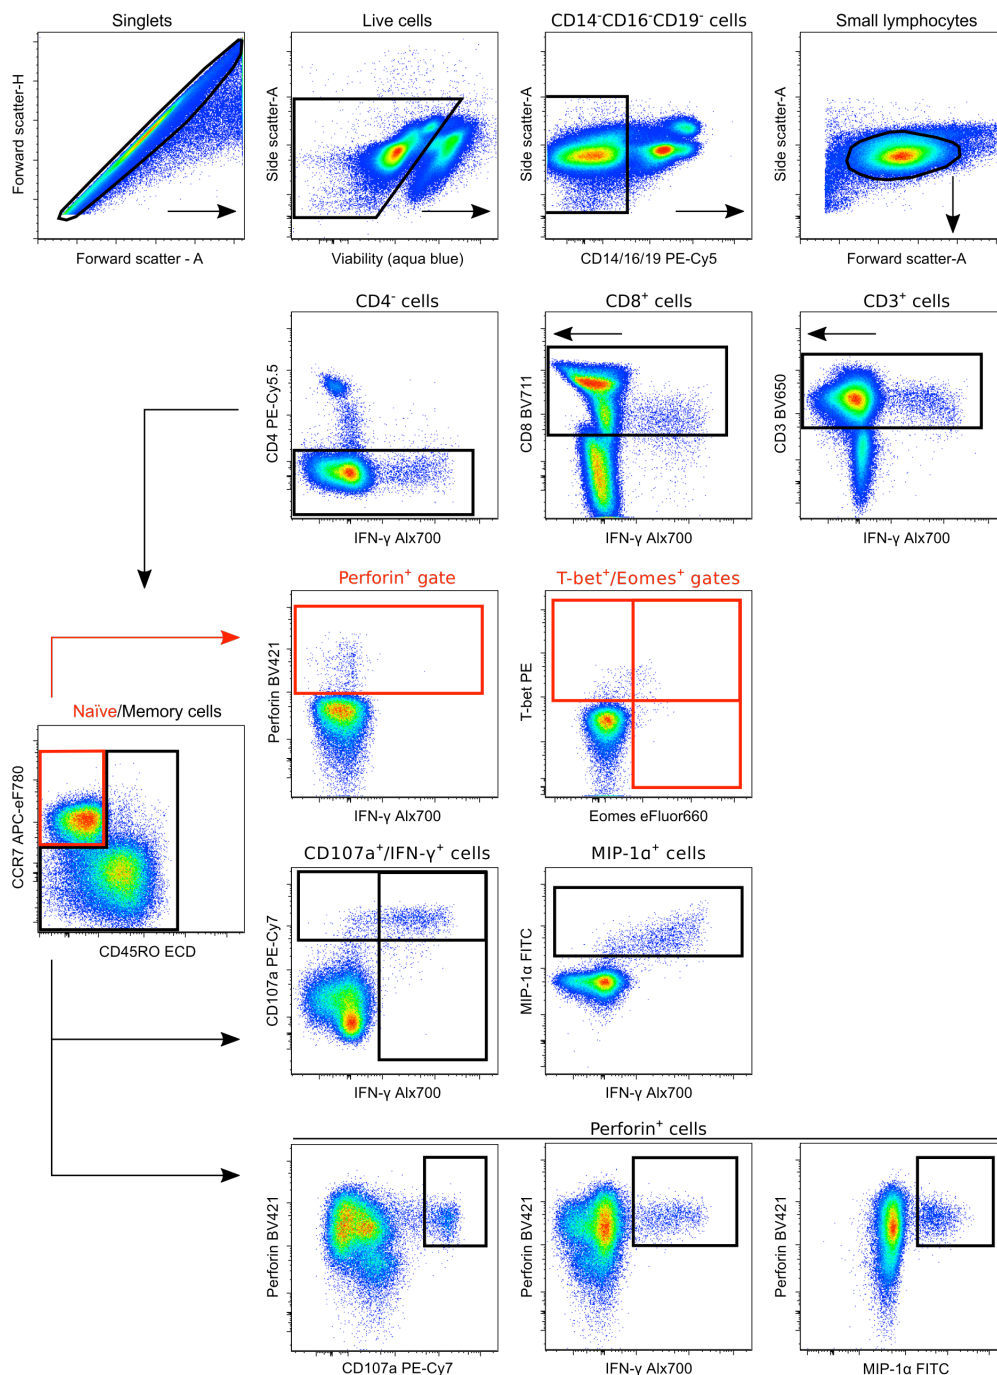 Singlets
Live cells
CD14⁻CD16⁻CD19⁻ cells
Small lymphocytes
Forward scatter-H
Side scatter-A
Side scatter-A
Side scatter-A
Forward scatter - A
Viability (aqua blue)
CD14/16/19 PE-Cy5
Forward scatter-A
CD4⁻ cells
CD8⁺ cells
CD3⁺ cells
CD4 PE-Cy5.5
CD8 BV711
CD3 BV650
IFN-γ Alx700
IFN-γ Alx700
IFN-γ Alx700
Perforin⁺ gate
T-bet⁺/Eomes⁺ gates
Perforin BV421
T-bet PE
IFN-γ Alx700
Eomes eFluor660
Naïve/Memory cells
CCR7 APC-eF780
CD45RO ECD
CD107a⁺/IFN-γ⁺ cells
MIP-1α⁺ cells
CD107a PE-Cy7
MIP-1α FITC
IFN-γ Alx700
IFN-γ Alx700
Perforin⁺ cells
Perforin BV421
Perforin BV421
Perforin BV421
CD107a PE-Cy7
IFN-γ Alx700
MIP-1α FITC